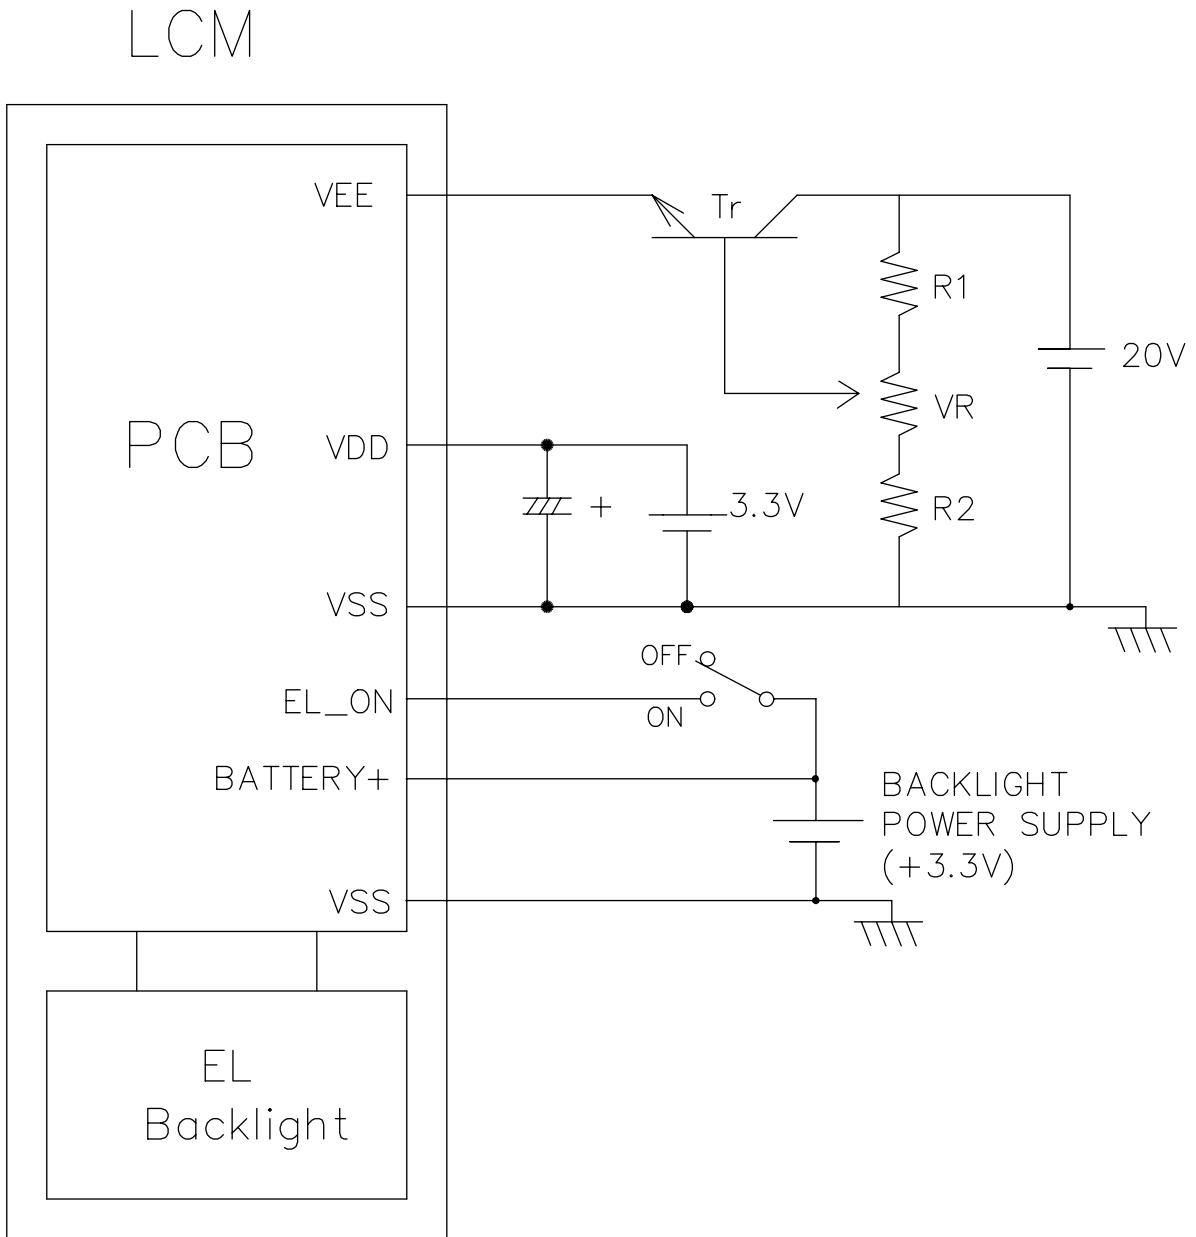 LCM
VEE
Tr
R1
20V
VR
PCB
VDD
+
3.3V
R2
VSS
OFF
EL_ON
ON
BATTERY+
BACKLIGHT
POWER SUPPLY
(+3.3V)
VSS
EL
Backlight